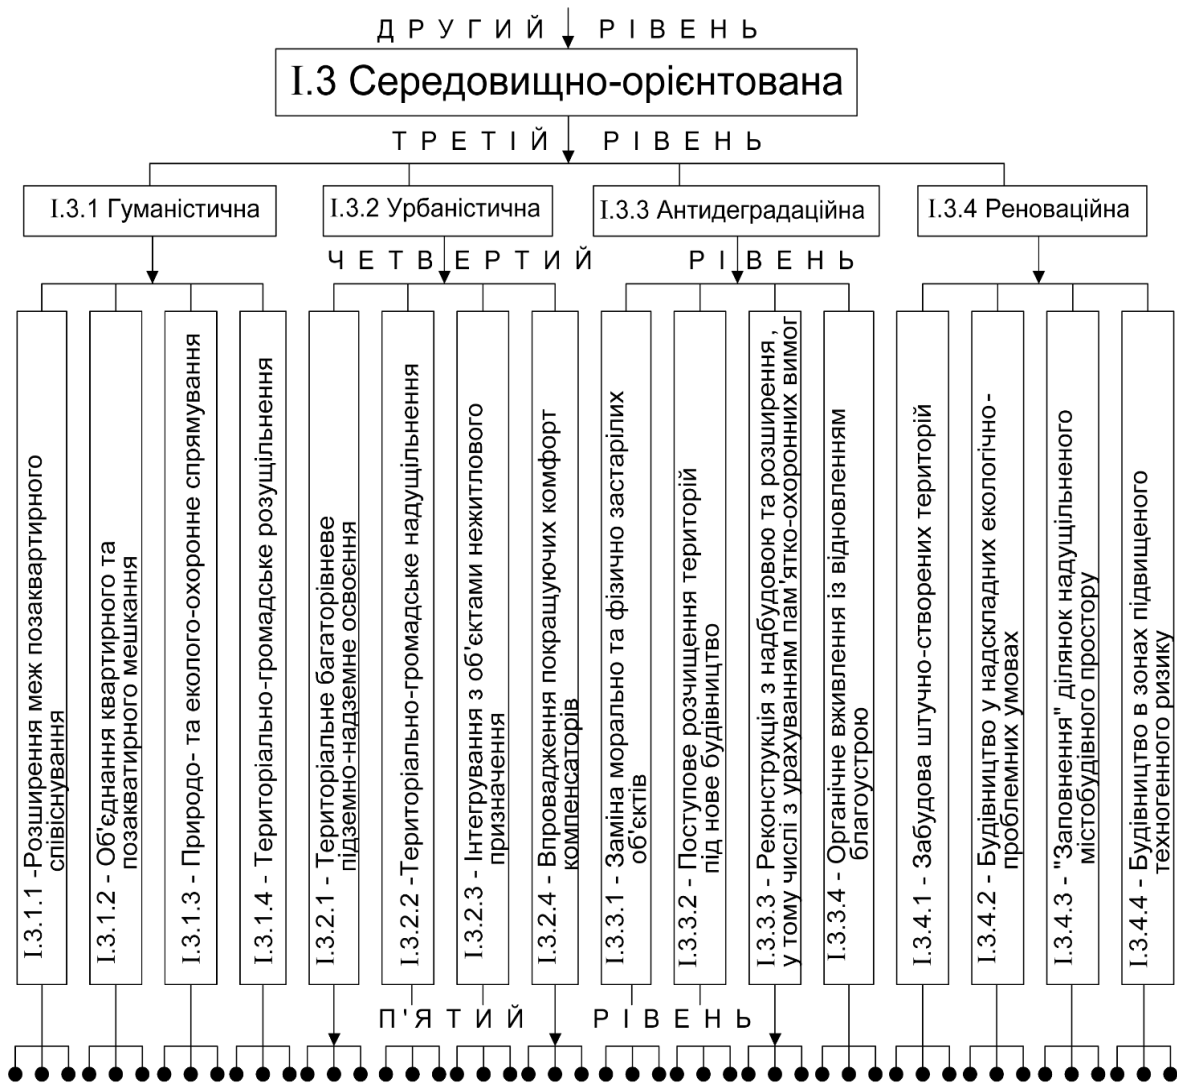 ДРУГИЙ РІВЕНЬ
І.3 Середовищно-орієнтована
ТРЕТІЙ РІВЕНЬ
І.3.1 Гуманістична
І.3.2 Урбаністична
І.3.3 Антидеградаційна
І.3.4 Реноваційна
ЧЕТВЕРТИЙ РІВЕНЬ
І.3.1.1 -Розширення меж позаквартирного
співіснування
І.3.1.2 - Об'єднання квартирного та
позакватирного мешкання
І.3.1.3 - Природо- та еколого-охоронне спрямування
І.3.1.4 - Територіально-громадське розущільнення
І.3.2.1 - Територіальне багаторівневе
підземно-надземне освоєння
І.3.2.2 -Територіально-громадське надущільнення
І.3.2.3 - Інтегрування з об'єктами нежитлового
призначення
І.3.2.4 - Впровадження покращуючих комфорт
компенсаторів
І.3.3.1 - Заміна морально та фізично застарілих
об'єктів
І.3.3.2 - Поступове розчищення територій
під нове будівництво
І.3.3.3 - Реконструкція з надбудовою та розширення ,
у тому числі з урахуванням пам'ятко-охоронних вимог
І.3.3.4 - Органічне вживлення із відновленням
благоустрою
І.3.4.1 - Забудова штучно-створених територій
І.3.4.2 - Будівництво у надскладних екологічно-
проблемних умовах
І.3.4.3 - "Заповнення" ділянок надущільненого
містобудівного простору
І.3.4.4 - Будівництво в зонах підвищеного
техногенного ризику
П'ЯТИЙ РІВЕНЬ